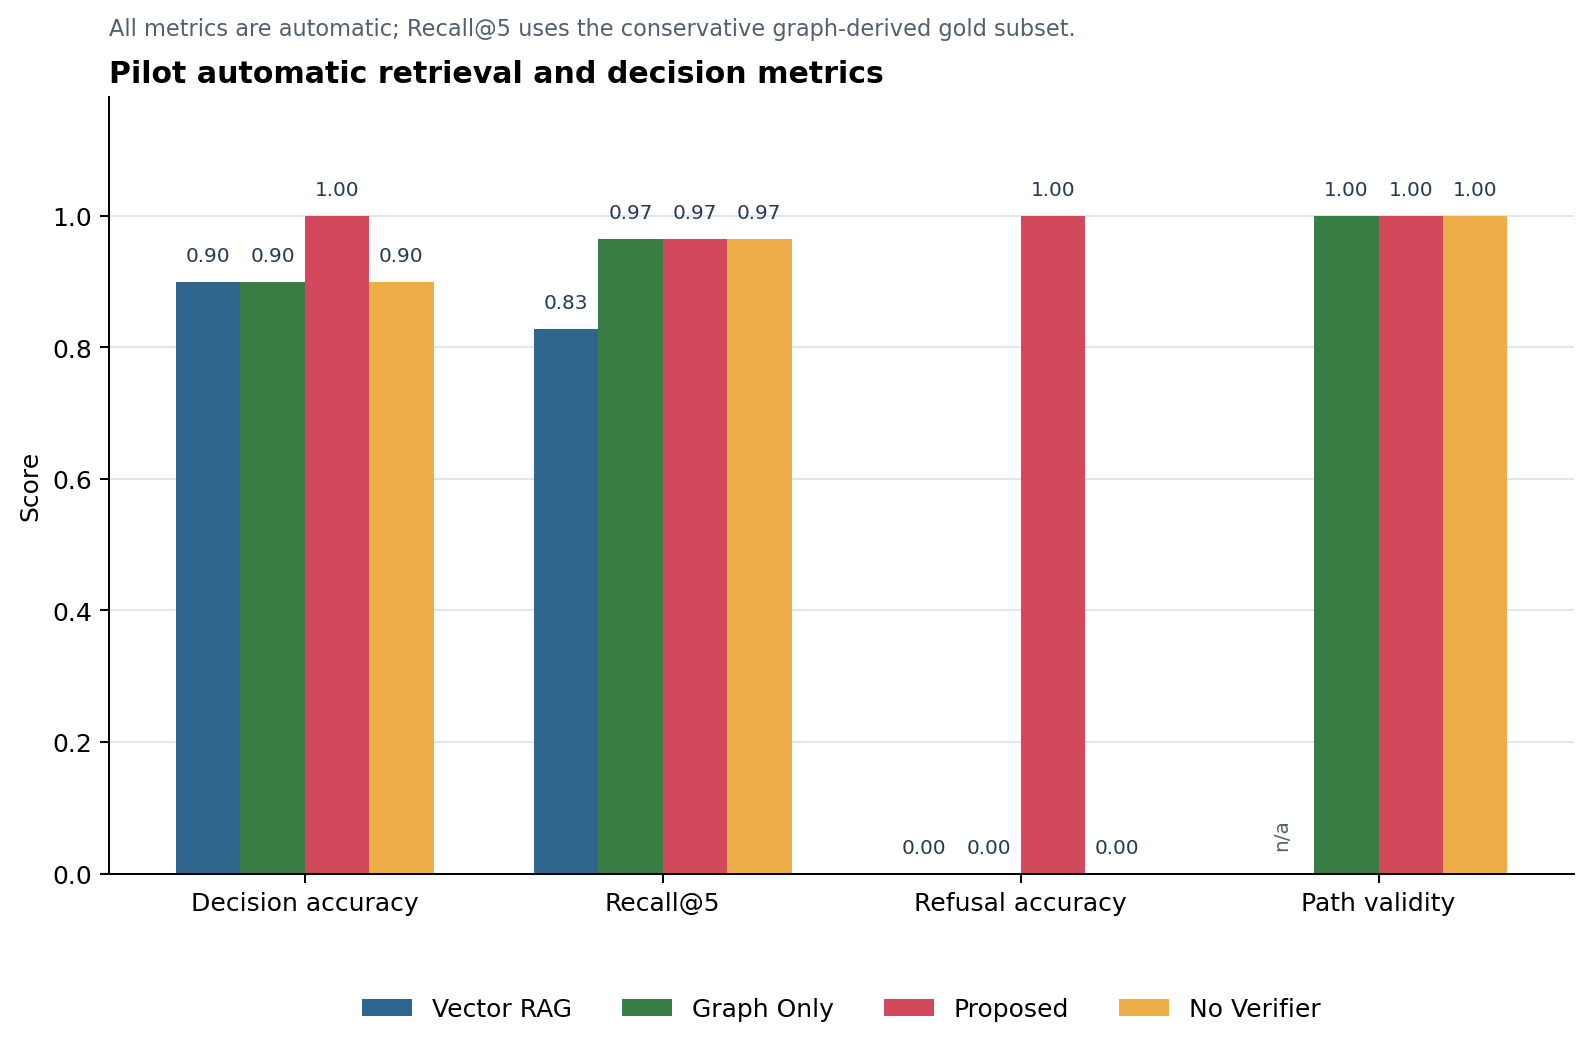 All metrics are automatic; Recall@5 uses the conservative graph-derived gold subset.
Pilot automatic retrieval and decision metrics
Score
1.0
0.8
0.6
0.4
0.2
0.0
0.90 0.90 1.00 0.90
0.83 0.97 0.97 0.97
0.00 0.00 1.00 0.00
n/a 1.00 1.00 1.00
Decision accuracy Recall@5 Refusal accuracy Path validity
Vector RAG Graph Only Proposed No Verifier